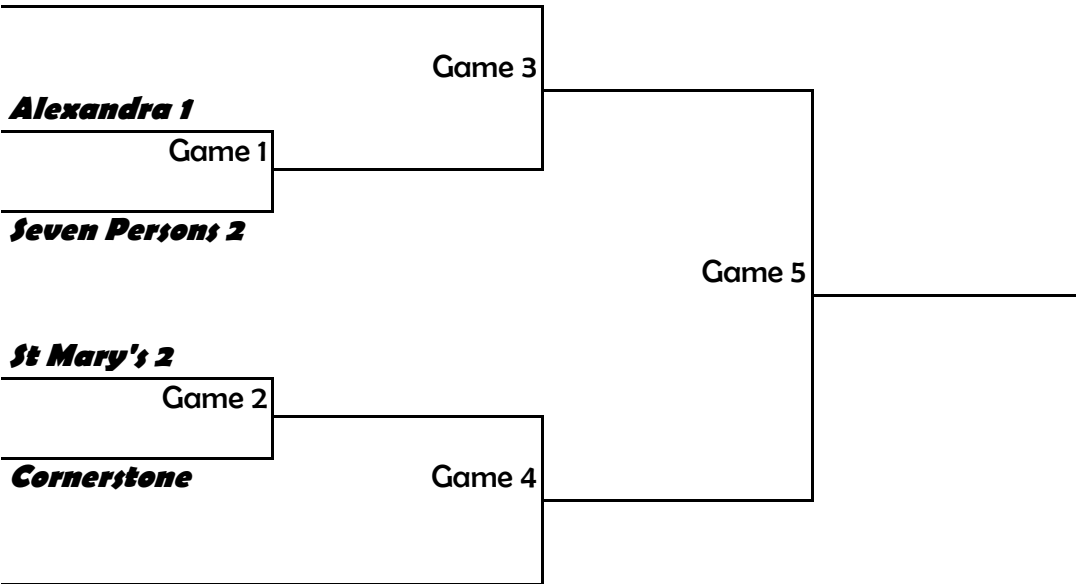 Game 3
Alexandra 1
Game 1
Seven Persons 2
Game 5
St Mary's 2
Game 2
Cornerstone
Game 4